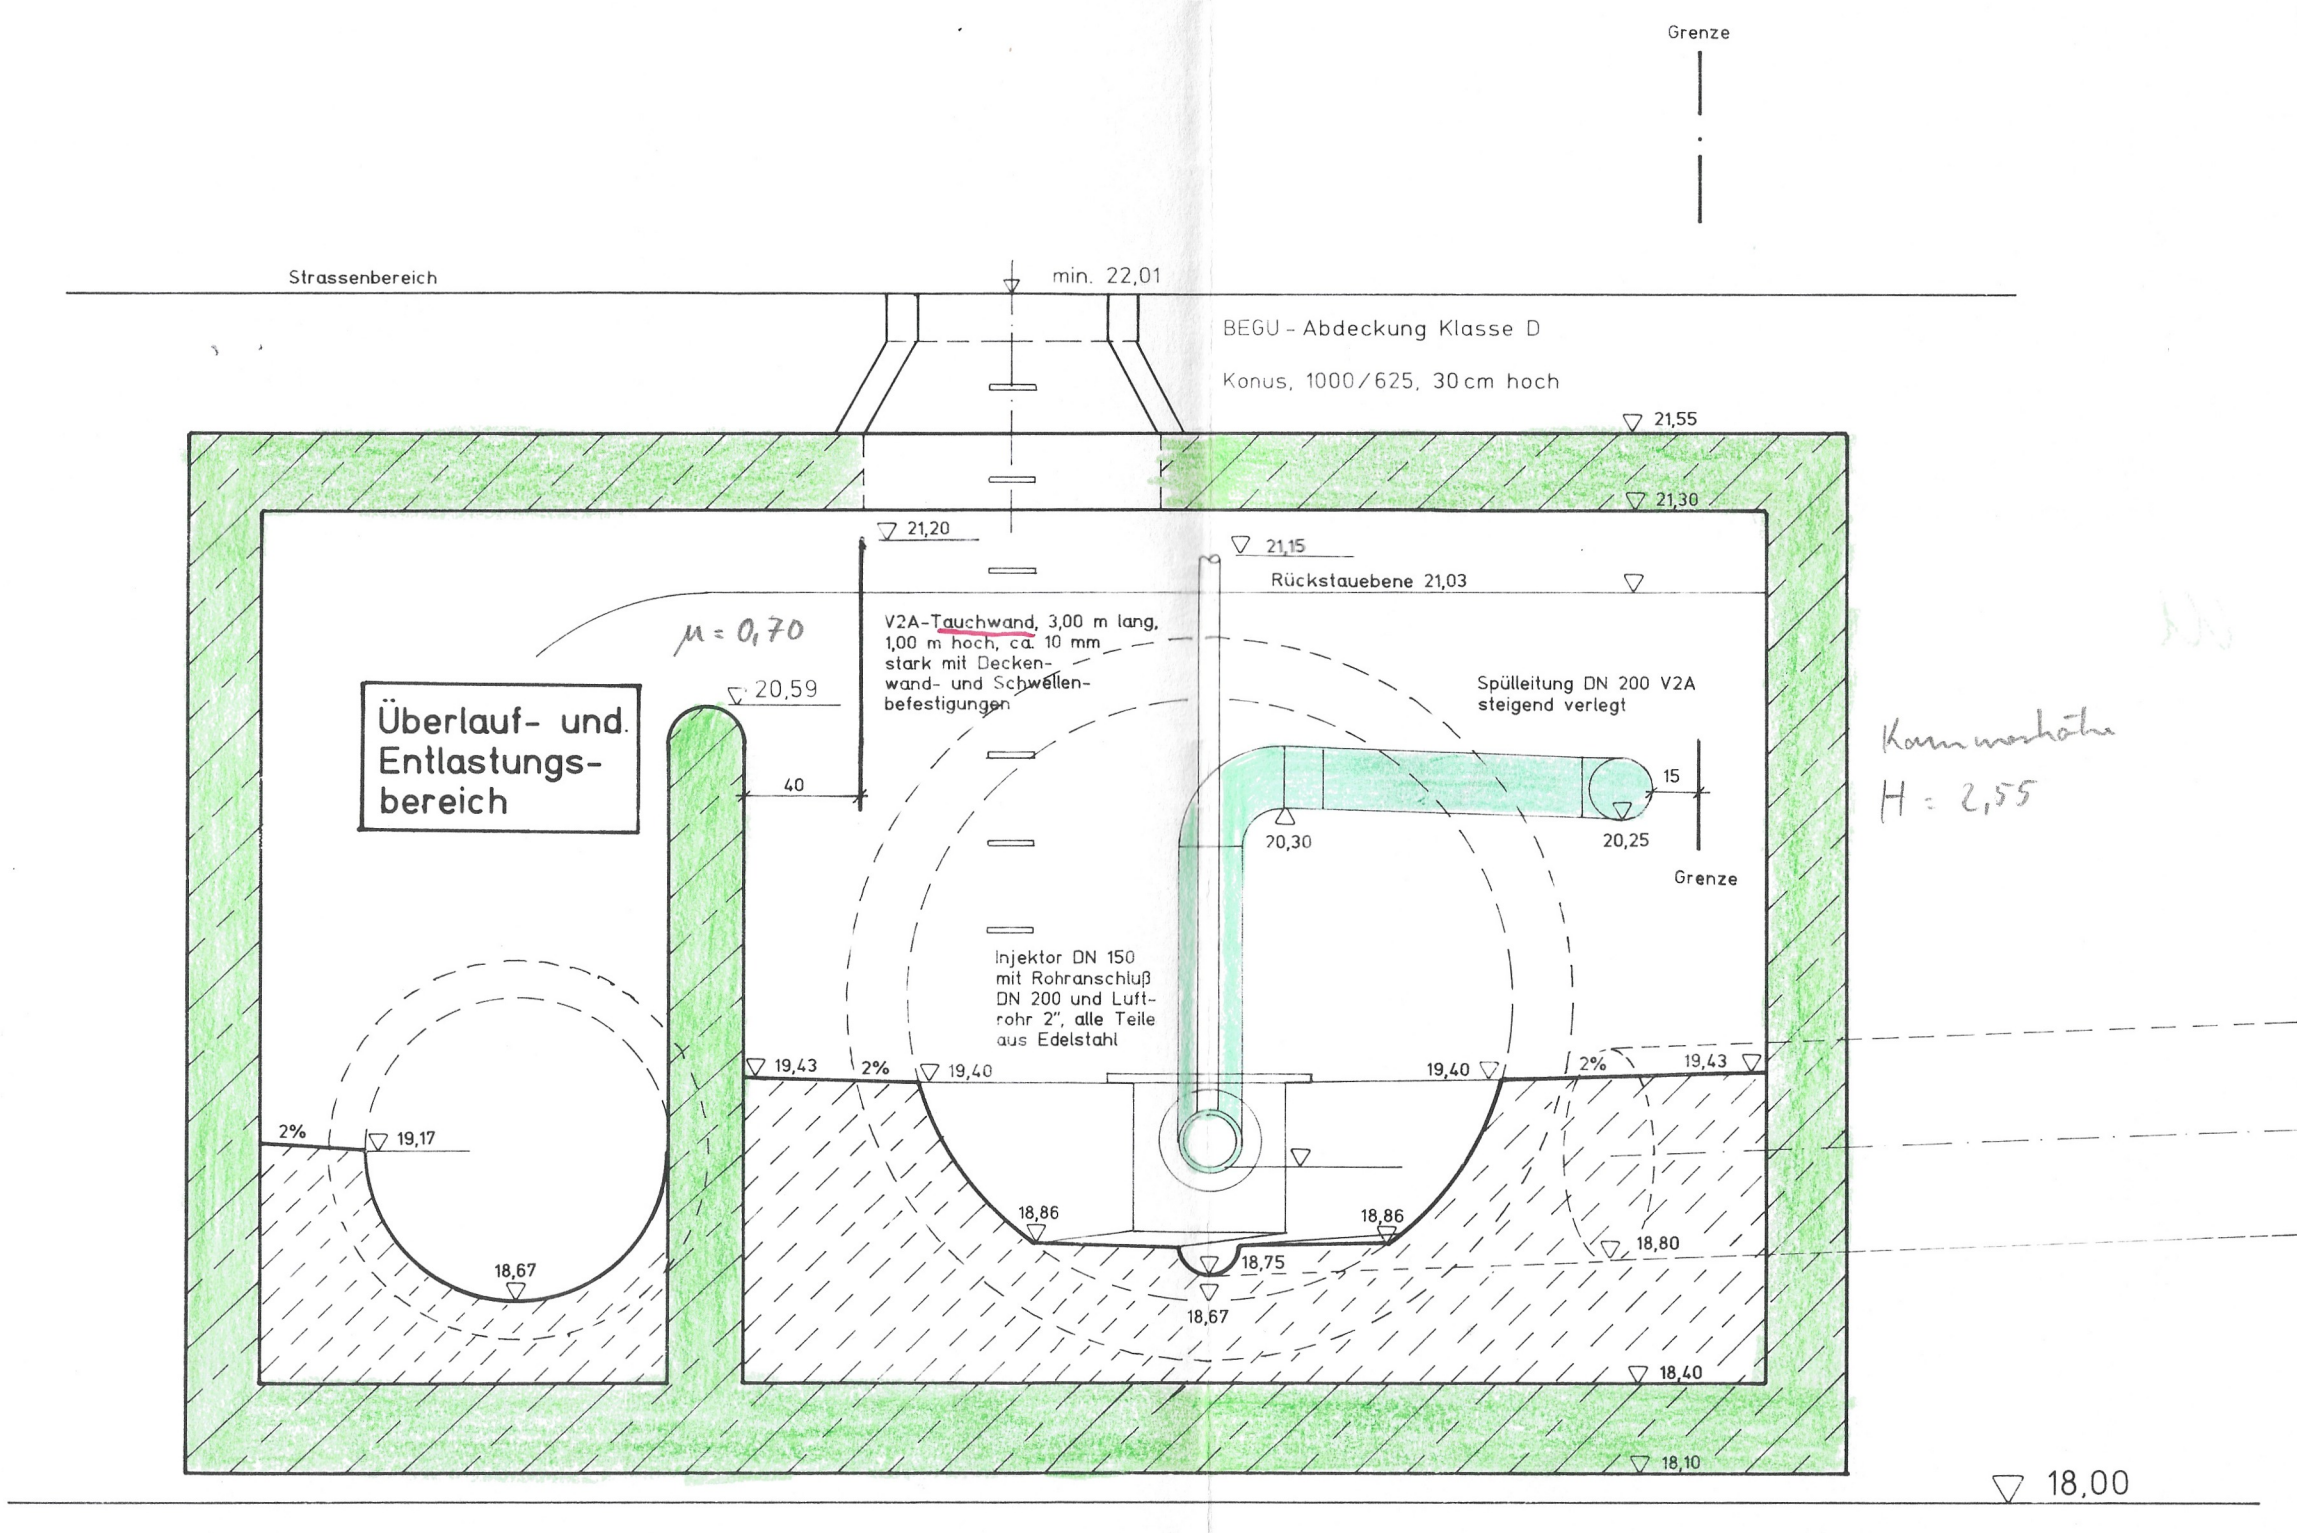 Grenze
Strassenbereich
min. 22,01
BEGU - Abdeckung Klasse D
Konus, 1000/625, 30 cm hoch
21,55
21,30
21,20
21,15
Rückstauebene 21,03
µ = 0,70
V2A-Tauchwand, 3,00 m lang,
1,00 m hoch, ca. 10 mm
stark mit Decken-
wand- und Schwellen-
befestigungen
20,59
Spülleitung DN 200 V2A
steigend verlegt
Überlauf- und
Entlastungs-
bereich
Kammerhöhe
H = 2,55
40
15
20,30
20,25
Grenze
Injektor DN 150
mit Rohranschluß
DN 200 und Luft-
rohr 2", alle Teile
aus Edelstahl
19,43
2%
19,40
19,40
2%
19,43
2%
19,17
18,86
18,86
18,80
18,67
18,75
18,67
18,40
18,10
18,00